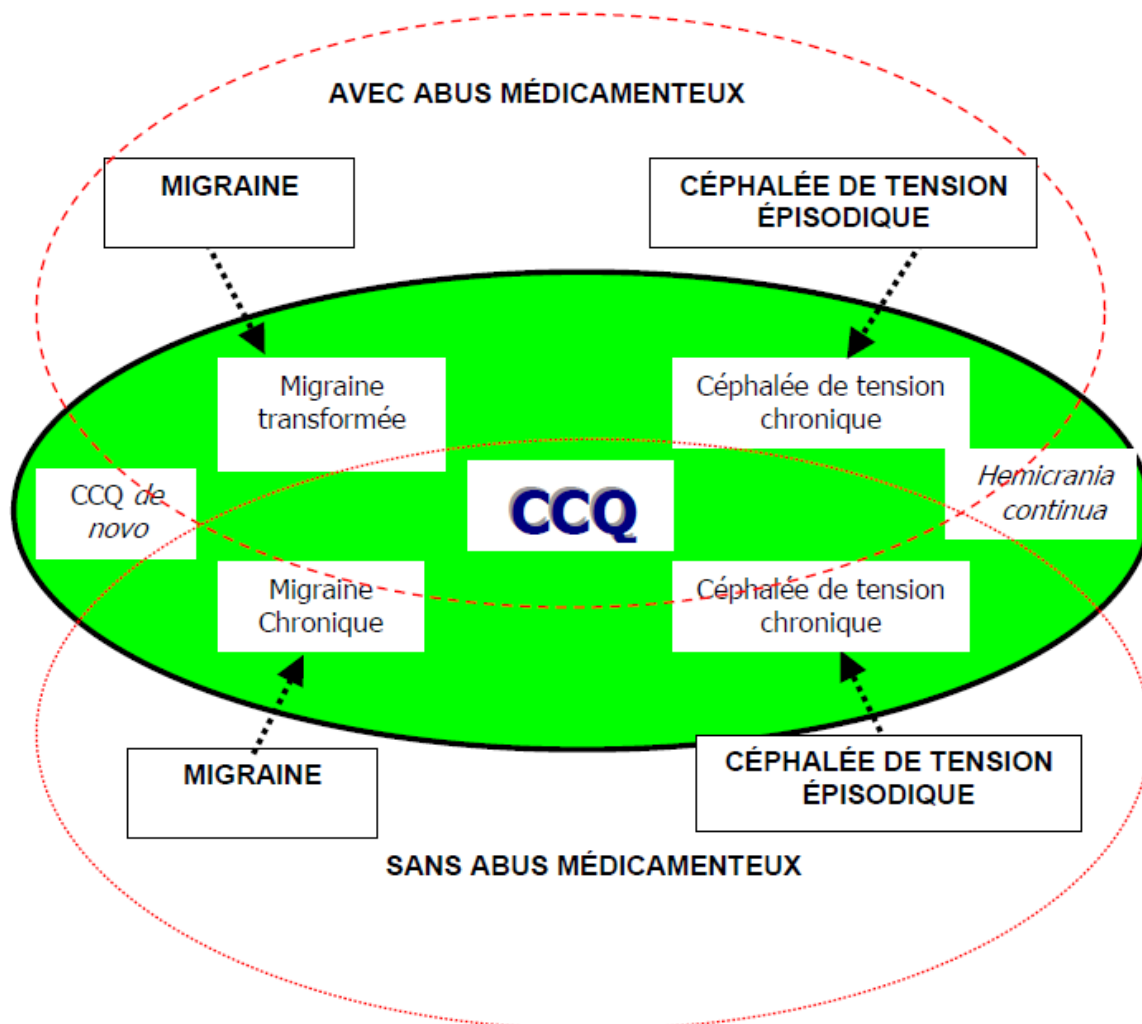 AVEC ABUS MÉDICAMENTEUX
MIGRAINE
CÉPHALÉE DE TENSION
ÉPISODIQUE
Migraine
transformée
Céphalée de tension
chronique
CCQ de
novo
CCQ
Hemicrania
continua
Migraine
Chronique
Céphalée de tension
chronique
MIGRAINE
CÉPHALÉE DE TENSION
ÉPISODIQUE
SANS ABUS MÉDICAMENTEUX